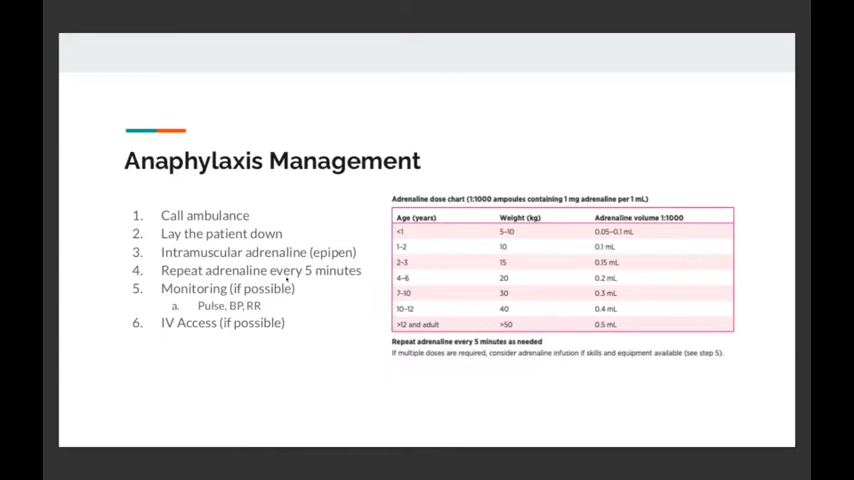 Anaphylaxis Management
1. Call ambulance
2. Lay the patient down
3. Intramuscular adrenaline (epipen)
4. Repeat adrenaline every 5 minutes
5. Monitoring (if possible)
a. Pulse, BP, RR
6. IV Access (if possible)
Adrenaline dose chart (1:1000 ampoules containing 1 mg adrenaline per 1 mL)
Age (years) Weight (kg) Adrenaline volume 1:1000
<1 5-10 0.05-0.1 mL
1-2 10 0.1 mL
2-3 15 0.15 mL
4-6 20 0.2 mL
7-10 30 0.3 mL
10-12 40 0.4 mL
>12 and adult >50 0.5 mL
Repeat adrenaline every 5 minutes as needed
If multiple doses are required, consider adrenaline infusion if skills and equipment available (see step 5).